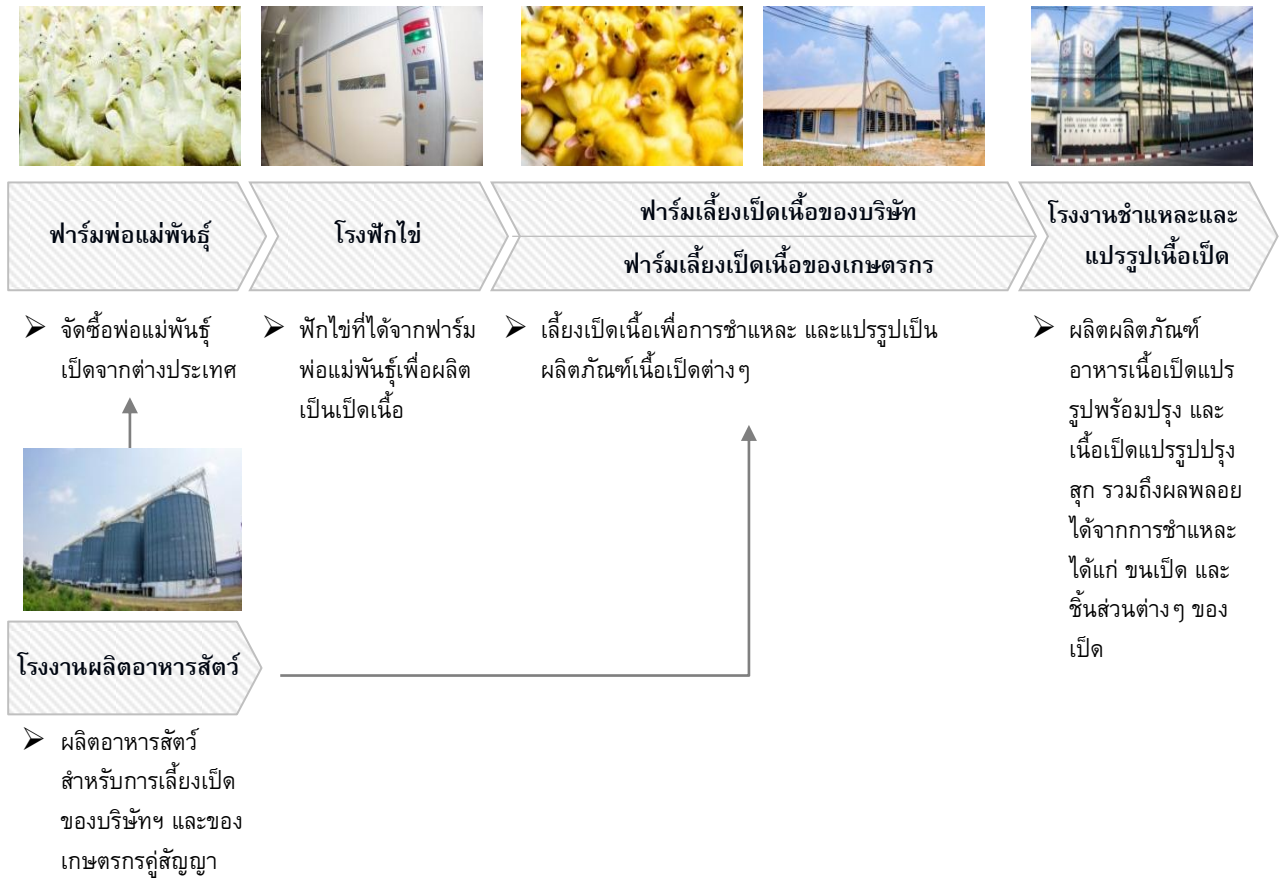 AS7
ฟาร์มพ่อแม่พันธุ์
โรงฟักไข่
ฟาร์มเลี้ยงเป็ดเนื้อของบริษัท
ฟาร์มเลี้ยงเป็ดเนื้อของเกษตรกร
โรงงานชำแหละและ
แปรรูปเนื้อเป็ด
➢ จัดซื้อพ่อแม่พันธุ์
เป็ดจากต่างประเทศ
➢ ฟักไข่ที่ได้จากฟาร์ม
พ่อแม่พันธุ์เพื่อผลิต
เป็นเป็ดเนื้อ
➢ เลี้ยงเป็ดเนื้อเพื่อการชำแหละ และแปรรูปเป็น
ผลิตภัณฑ์เนื้อเป็ดต่างๆ
➢ ผลิตผลิตภัณฑ์
อาหารเนื้อเป็ดแปร
รูปพร้อมปรุง และ
เนื้อเป็ดแปรรูปปรุง
สุก รวมถึงผลพลอย
ได้จากการชำแหละ
ได้แก่ ขนเป็ด และ
ชิ้นส่วนต่างๆ ของ
เป็ด
โรงงานผลิตอาหารสัตว์
➢ ผลิตอาหารสัตว์
สำหรับการเลี้ยงเป็ด
ของบริษัทฯ และของ
เกษตรกรคู่สัญญา